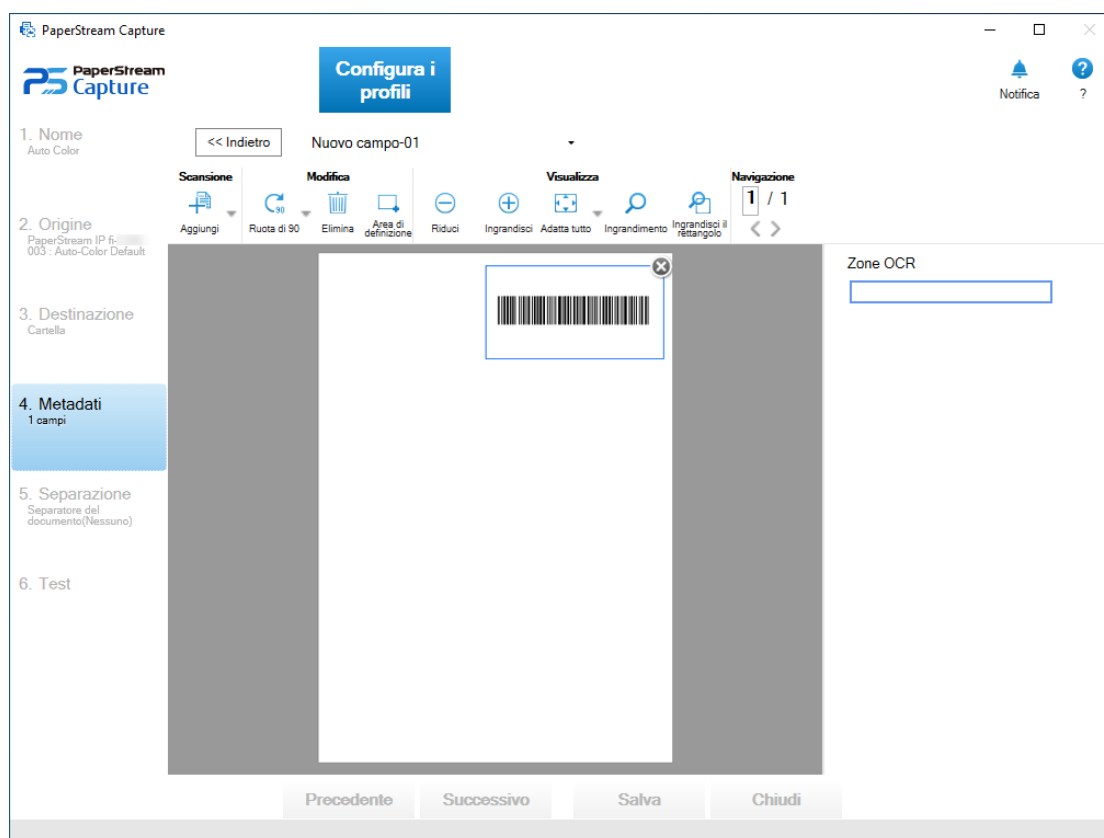 PaperStream Capture
PS PaperStream
Capture
Configura i
profili
Notifica
?
1. Nome
Auto Color
<< Indietro
Nuovo campo-01
Scansione
Modifica
Visualizza
Navigazione
Aggiungi
90
Ruota di 90
Elimina
Area di
definizione
Riduci
Ingrandisci
Adatta tutto
Ingrandimento
Ingrandisci il
rettangolo
1 / 1
2. Origine
PaperStream IP fi-
003 : Auto-Color Default
Zone OCR
3. Destinazione
Cartella
4. Metadati
1 campi
5. Separazione
Separatore del
documento(Nessuno)
6. Test
Precedente
Successivo
Salva
Chiudi